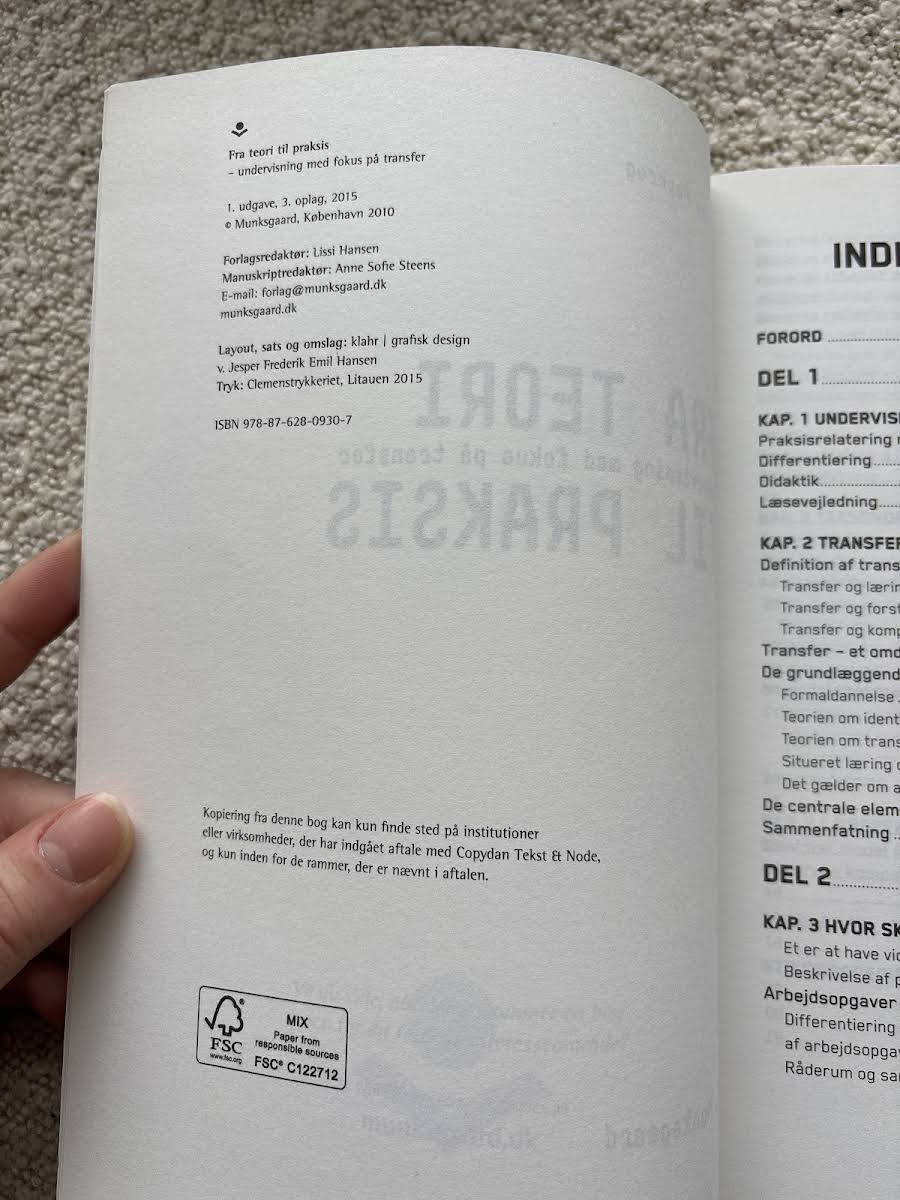 Fra teori til praksis
– undervisning med fokus på transfer
1. udgave, 3. oplag, 2015
© Munksgaard, København 2010
Forlagsredaktør: Lissi Hansen
Manuskriptredaktør: Anne Sofie Steens
E-mail: forlag@munksgaard.dk
munksgaard.dk
Layout, sats og omslag: klahr | grafisk design
v. Jesper Frederik Emil Hansen
Tryk: Clemenstrykkeriet, Litauen 2015
ISBN 978-87-628-0930-7
Kopiering fra denne bog kan kun finde sted på institutioner
eller virksomheder, der har indgået aftale med Copydan Tekst & Node,
og kun inden for de rammer, der er nævnt i aftalen.
FSC®
www.fsc.org
MIX
Paper from
responsible sources
FSC® C122712
INDE
FORORD
DEL 1
KAP. 1 UNDERVIS
Praksisrelatering
Differentiering
Didaktik
Læsevejledning
KAP. 2 TRANSFER
Definition af trans
Transfer og lærin
Transfer og forst
Transfer og komp
Transfer – et omd
De grundlæggend
Formaldannelse
Teorien om ident
Teorien om trans
Situeret læring
Det gælder om a
De centrale elem
Sammenfatning
DEL 2
KAP. 3 HVOR SK
Et er at have vid
Beskrivelse af p
Arbejdsopgaver
Differentiering
af arbejdsopgav
Råderum og sa